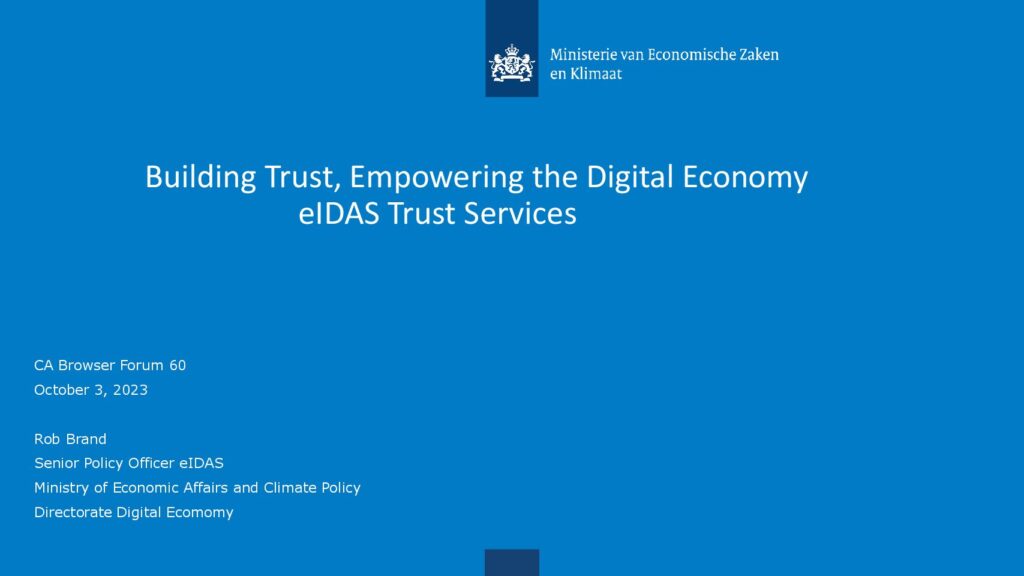 Ministerie van Economische Zaken
en Klimaat
Building Trust, Empowering the Digital Economy
eIDAS Trust Services
CA Browser Forum 60
October 3, 2023
Rob Brand
Senior Policy Officer eIDAS
Ministry of Economic Affairs and Climate Policy
Directorate Digital Ecomomy